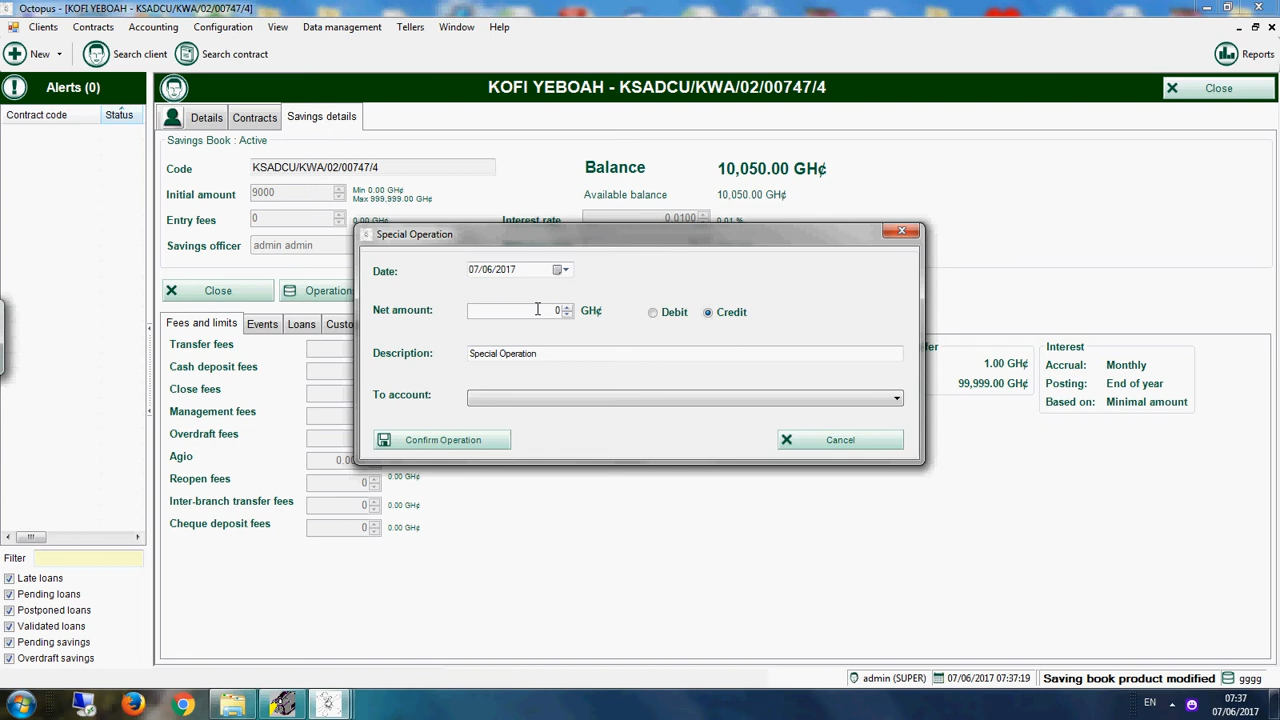 Octopus - [KOFI YEBOAH - KSADCU/KWA/02/00747/4]
Clients Contracts Accounting Configuration View Data management Tellers Window Help
New Search client Search contract Reports
Alerts (0)
KOFI YEBOAH - KSADCU/KWA/02/00747/4
Close
Contract code Status
Details Contracts Savings details
Savings Book : Active
Code KSADCU/KWA/02/00747/4
Balance 10,050.00 GH¢
Initial amount 9000 Min 0.00 GH¢
Max 999,999.00 GH¢
Available balance 10,050.00 GH¢
Entry fees 0 0.00 GH¢ Interest rate 0.0100 0.01 %
Savings officer admin admin
Special Operation
Date: 07/06/2017
Net amount: 0 GH¢ Debit Credit
Description: Special Operation
To account:
Confirm Operation Cancel
Close Operation
Fees and limits Events Loans Custo
Transfer fees
Cash deposit fees
Close fees
Management fees
Overdraft fees
Agio 0.00
Reopen fees 0 0.00 GH¢
Inter-branch transfer fees 0 0.00 GH¢
Cheque deposit fees 0 0.00 GH¢
fer
1.00 GH¢
99,999.00 GH¢
Interest
Accrual: Monthly
Posting: End of year
Based on: Minimal amount
Filter
Late loans
Pending loans
Postponed loans
Validated loans
Pending savings
Overdraft savings
admin (SUPER) 07/06/2017 07:37:19 Saving book product modified gggg
EN 07:37
07/06/2017